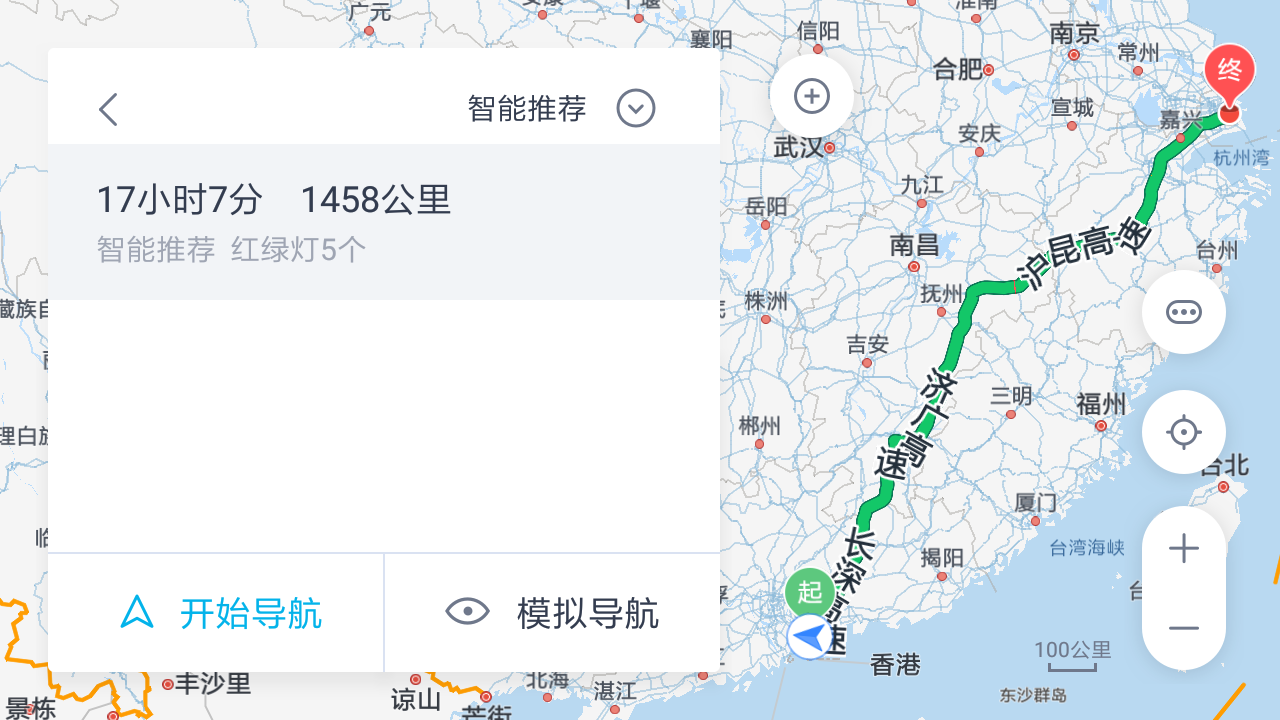 广元
襄阳
信阳
南京
常州
合肥
终
智能推荐
宣城
嘉兴
安庆
武汉
杭州湾
17小时7分 1458公里
九江
岳阳
智能推荐 红绿灯5个
南昌
沪昆高速
台州
抚州
株洲
吉安
济广高速
三明
福州
郴州
台北
厦门
长深高速
台湾海峡
揭阳
起
开始导航
模拟导航
100公里
香港
丰沙里
北海
湛江
东沙群岛
谅山
景栋
芒街